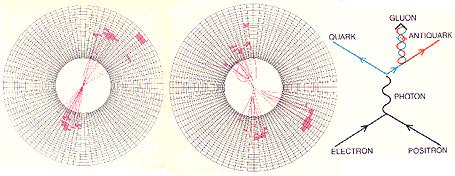 GLUON
QUARK
ANTIQUARK
PHOTON
ELECTRON
POSITRON